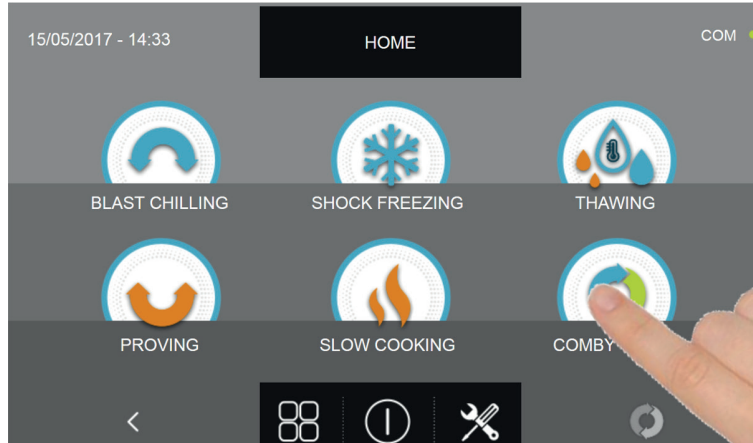 15/05/2017 - 14:33
HOME
COM
BLAST CHILLING
SHOCK FREEZING
THAWING
PROVING
SLOW COOKING
COMBY